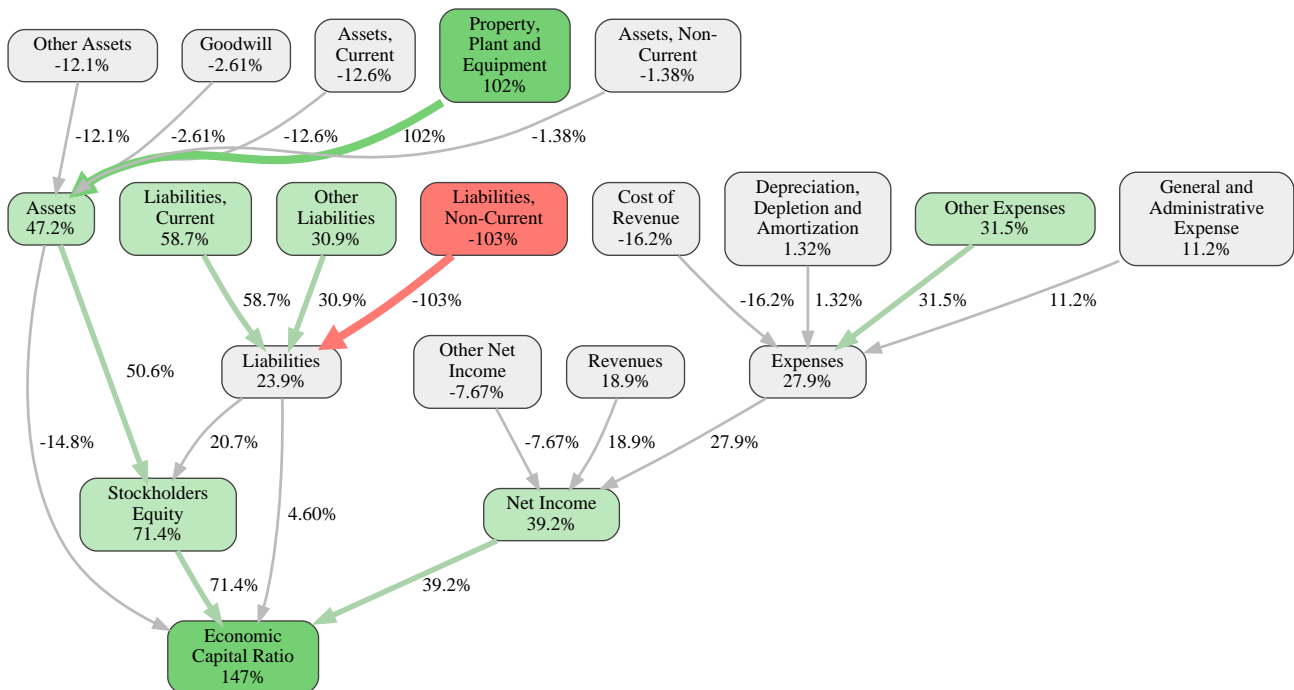 Other Assets
-12.1%
Goodwill
-2.61%
Assets,
Current
-12.6%
Property,
Plant and
Equipment
102%
Assets, Non-
Current
-1.38%
-12.1%
-2.61%
-12.6%
102%
-1.38%
Assets
47.2%
Liabilities,
Current
58.7%
Other
Liabilities
30.9%
Liabilities,
Non-Current
-103%
Cost of
Revenue
-16.2%
Depreciation,
Depletion and
Amortization
1.32%
Other Expenses
31.5%
General and
Administrative
Expense
11.2%
58.7%
30.9%
-103%
-16.2%
1.32%
31.5%
11.2%
50.6%
Liabilities
23.9%
Other Net
Income
-7.67%
Revenues
18.9%
Expenses
27.9%
-14.8%
20.7%
-7.67%
18.9%
27.9%
Stockholders
Equity
71.4%
4.60%
Net Income
39.2%
71.4%
39.2%
Economic
Capital Ratio
147%